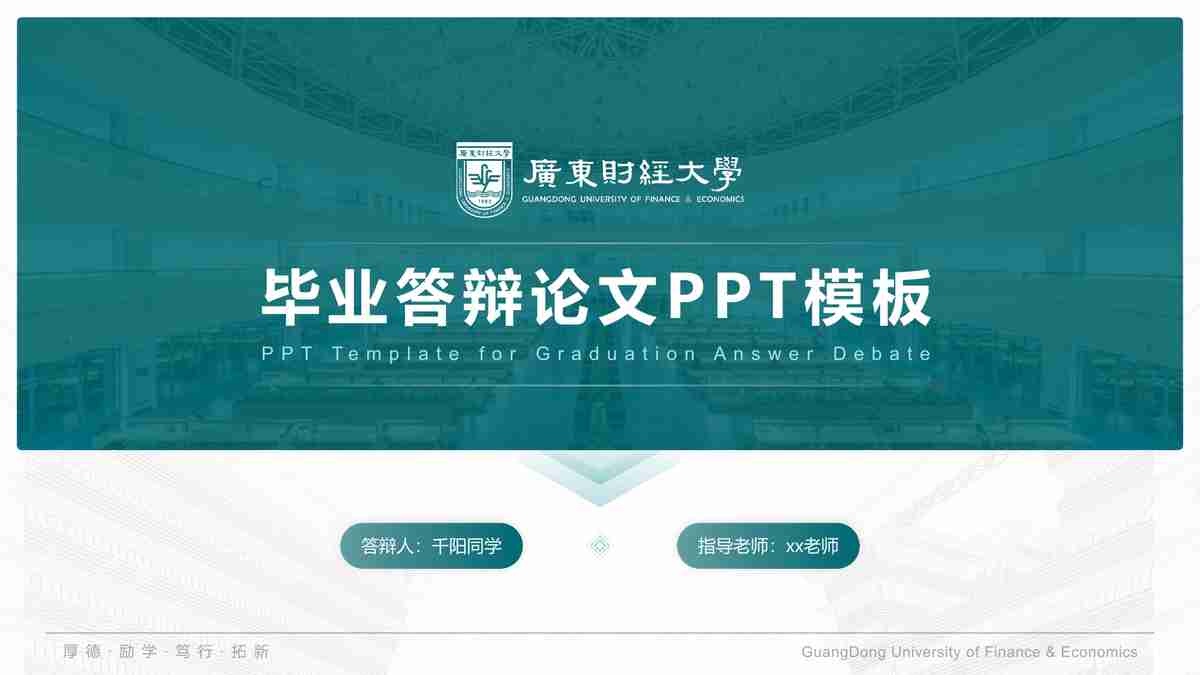 廣東財經大學
廣東財經大學
GUANGDONG UNIVERSITY OF FINANCE & ECONOMICS
1983
毕业答辩论文PPT模板
PPT Template for Graduation Answer Debate
答辩人：千阳同学
指导老师：xx老师
厚德·励学·笃行·拓新
GuangDong University of Finance & Economics